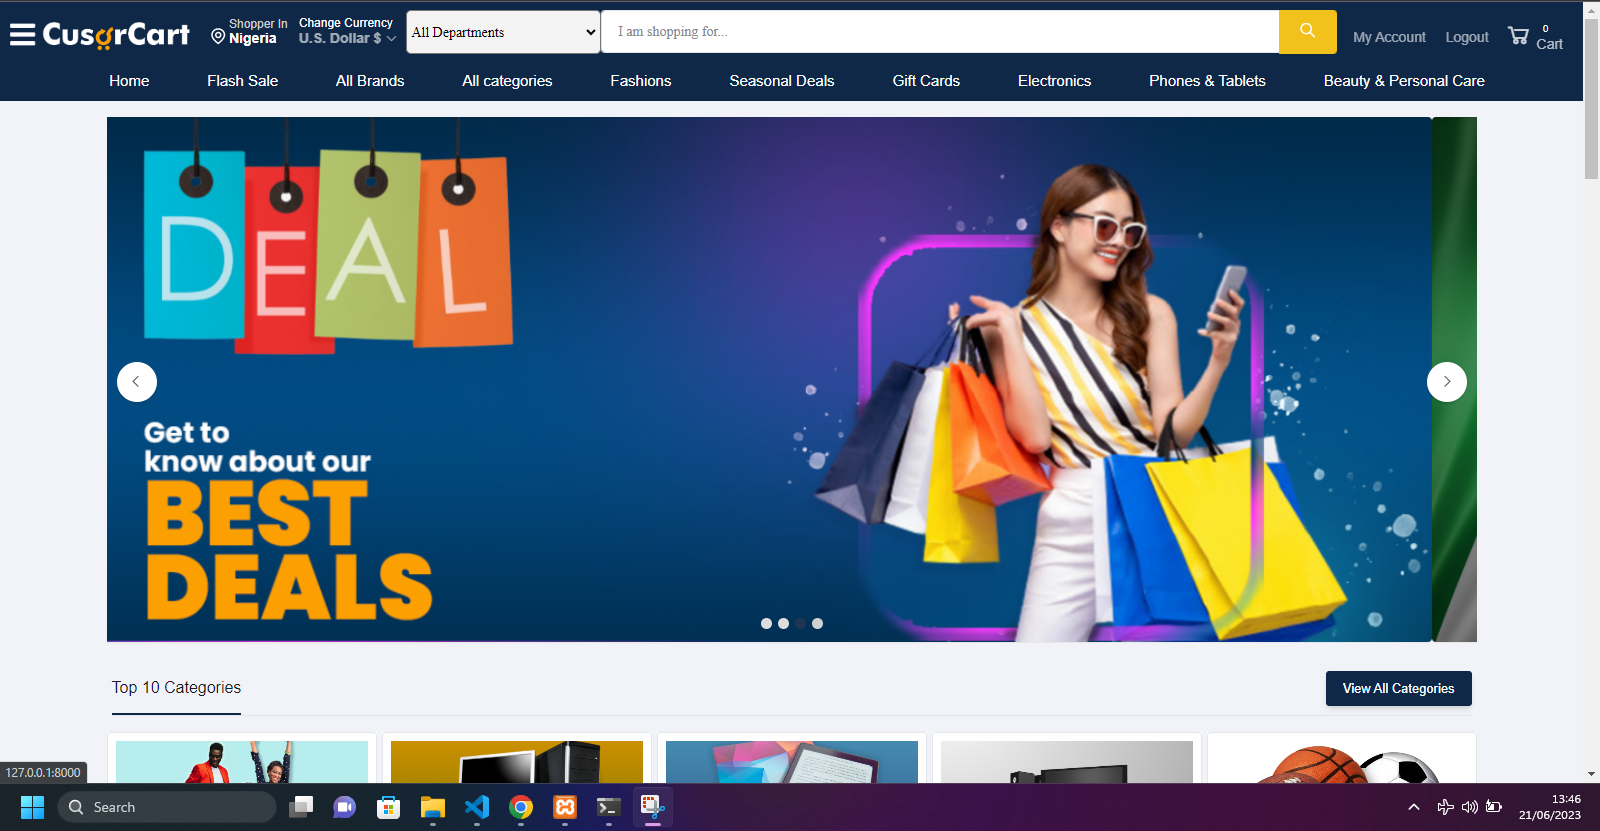 CusorCart
Shopper In
Nigeria
Change Currency
U.S. Dollar $
All Departments
I am shopping for...
My Account
Logout
0
Cart
Home
Flash Sale
All Brands
All categories
Fashions
Seasonal Deals
Gift Cards
Electronics
Phones & Tablets
Beauty & Personal Care
DEAL
Get to
know about our
BEST
DEALS
Top 10 Categories
View All Categories
127.0.0.1:8000
Search
13:46
21/06/2023